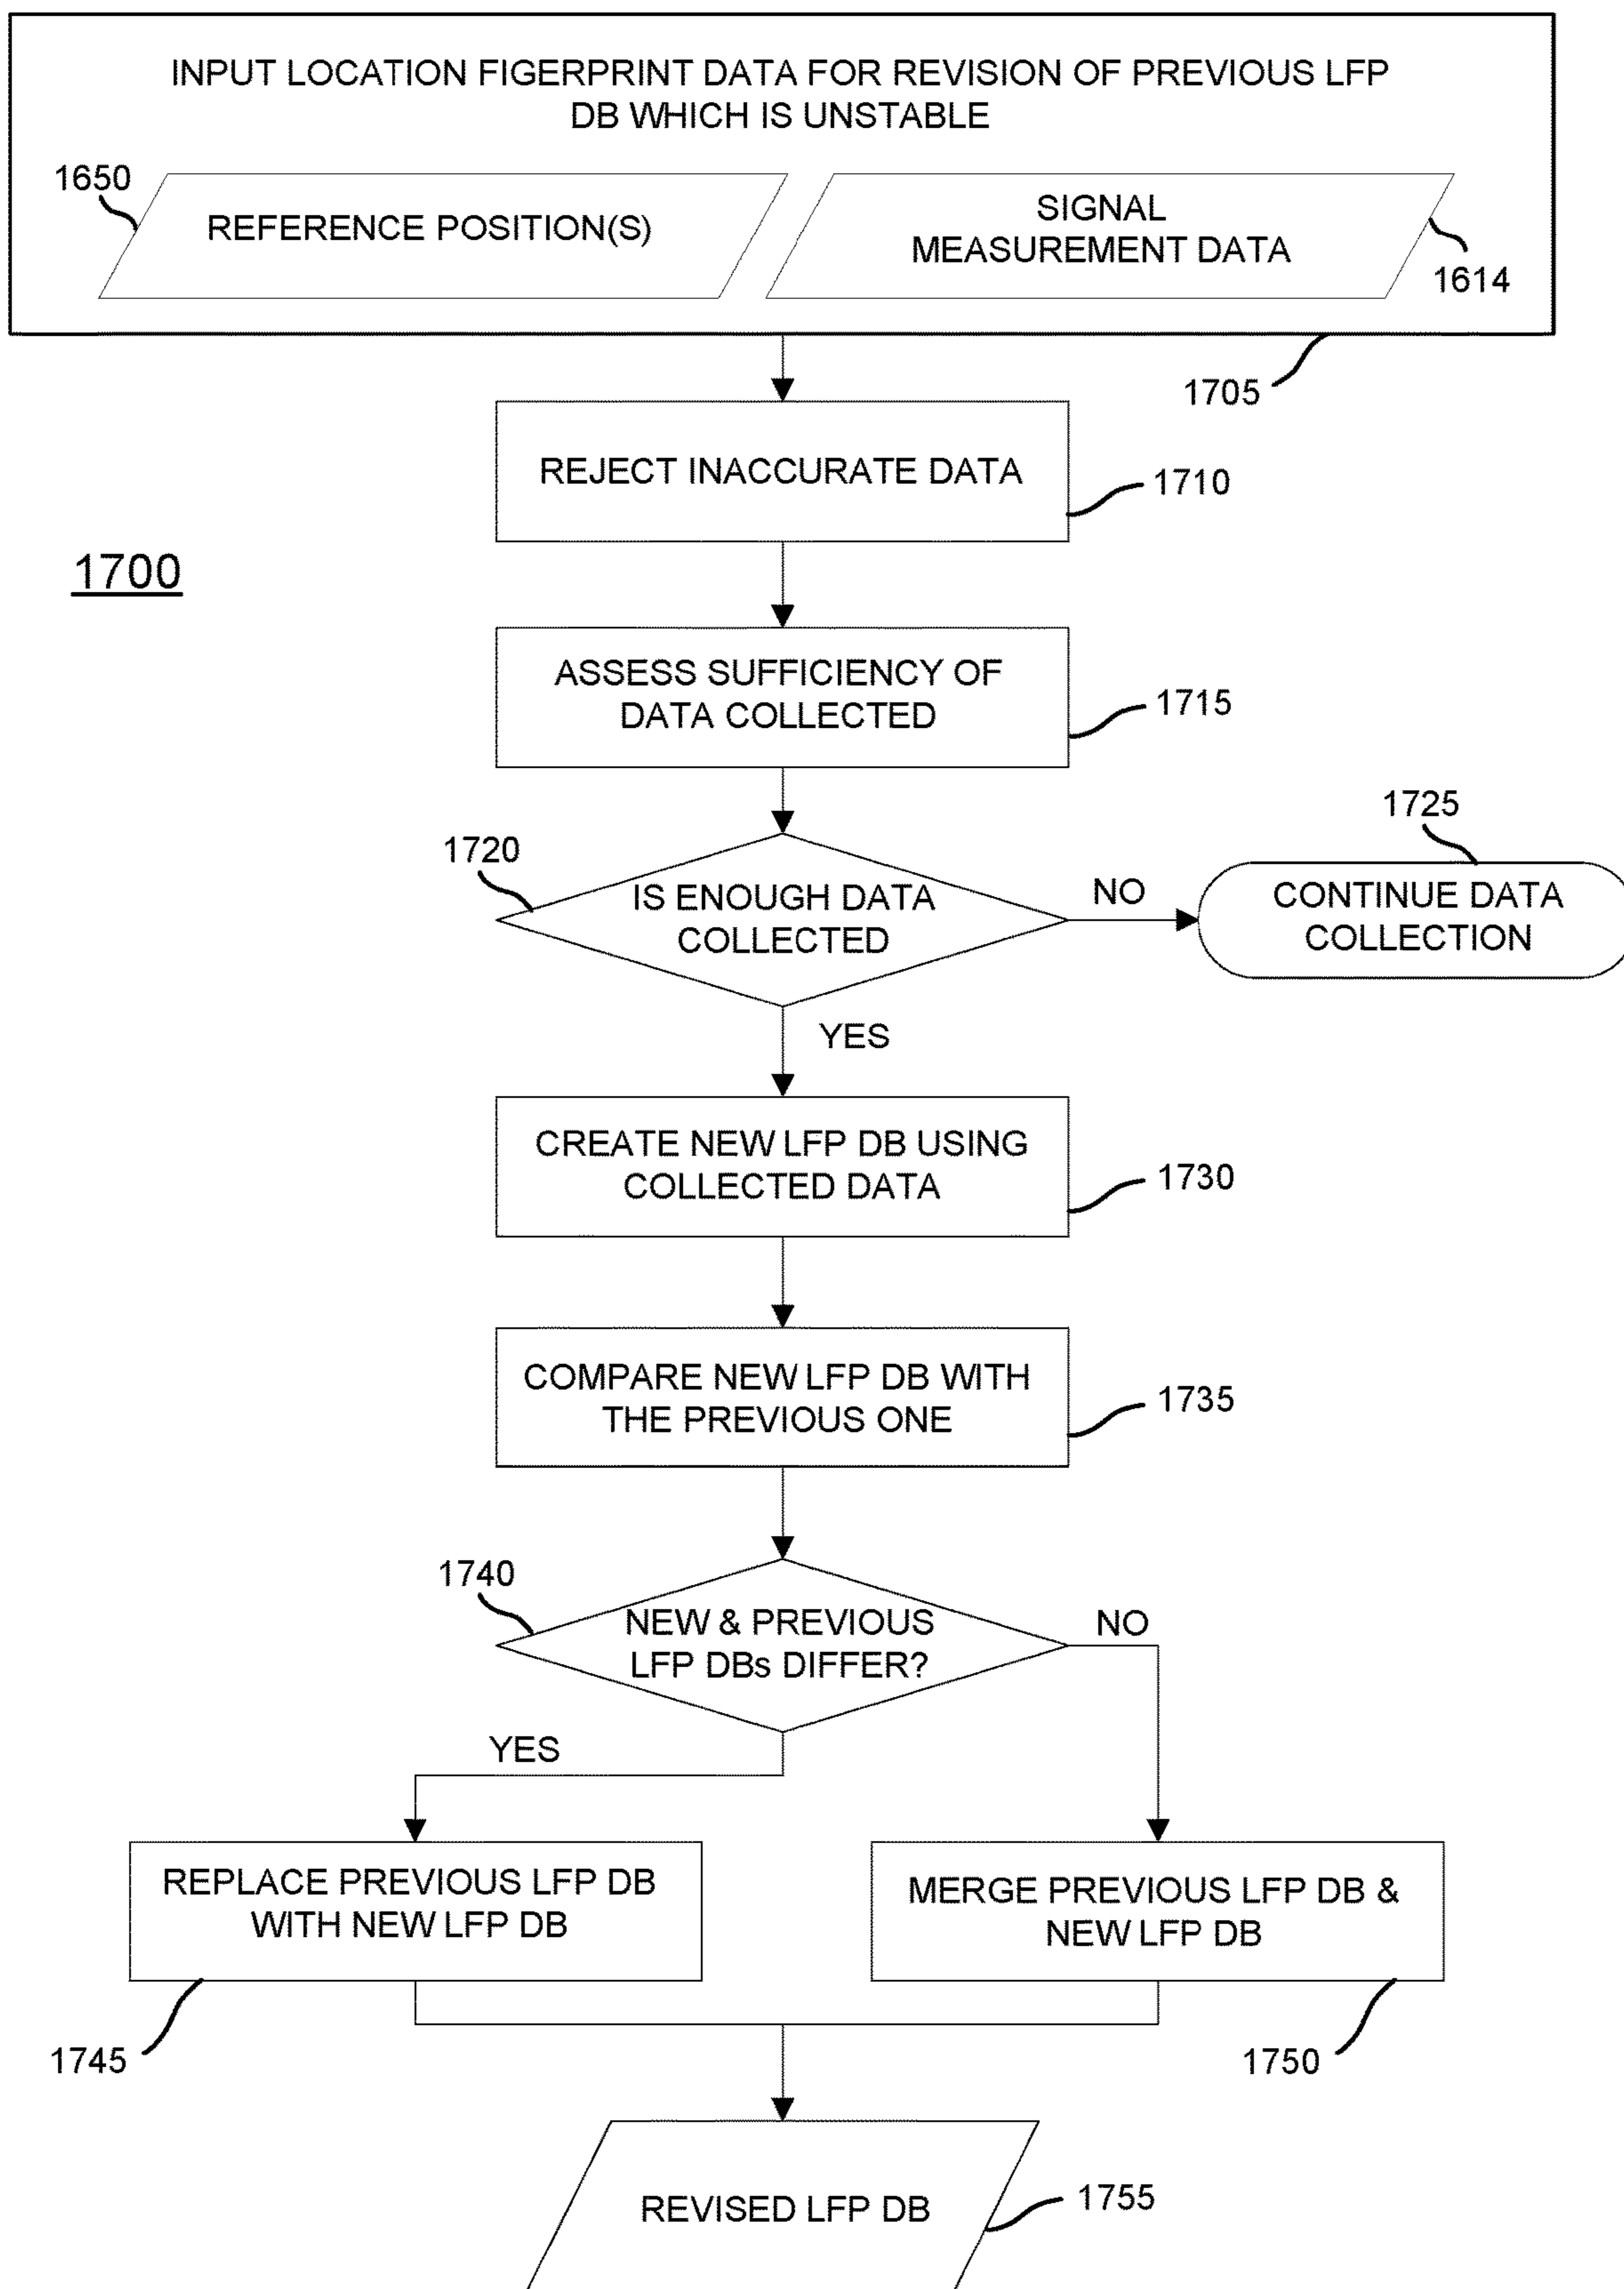 INPUT LOCATION FIGERPRINT DATA FOR REVISION OF PREVIOUS LFP
DB WHICH IS UNSTABLE
1650
REFERENCE POSITION(S)
SIGNAL
MEASUREMENT DATA
1614
1705
REJECT INACCURATE DATA
1710
1700
ASSESS SUFFICIENCY OF
DATA COLLECTED
1715
1720
IS ENOUGH DATA
COLLECTED
NO
1725
CONTINUE DATA
COLLECTION
YES
CREATE NEW LFP DB USING
COLLECTED DATA
1730
COMPARE NEW LFP DB WITH
THE PREVIOUS ONE
1735
1740
NEW & PREVIOUS
LFP DBs DIFFER?
NO
YES
REPLACE PREVIOUS LFP DB
WITH NEW LFP DB
1745
MERGE PREVIOUS LFP DB &
NEW LFP DB
1750
REVISED LFP DB
1755